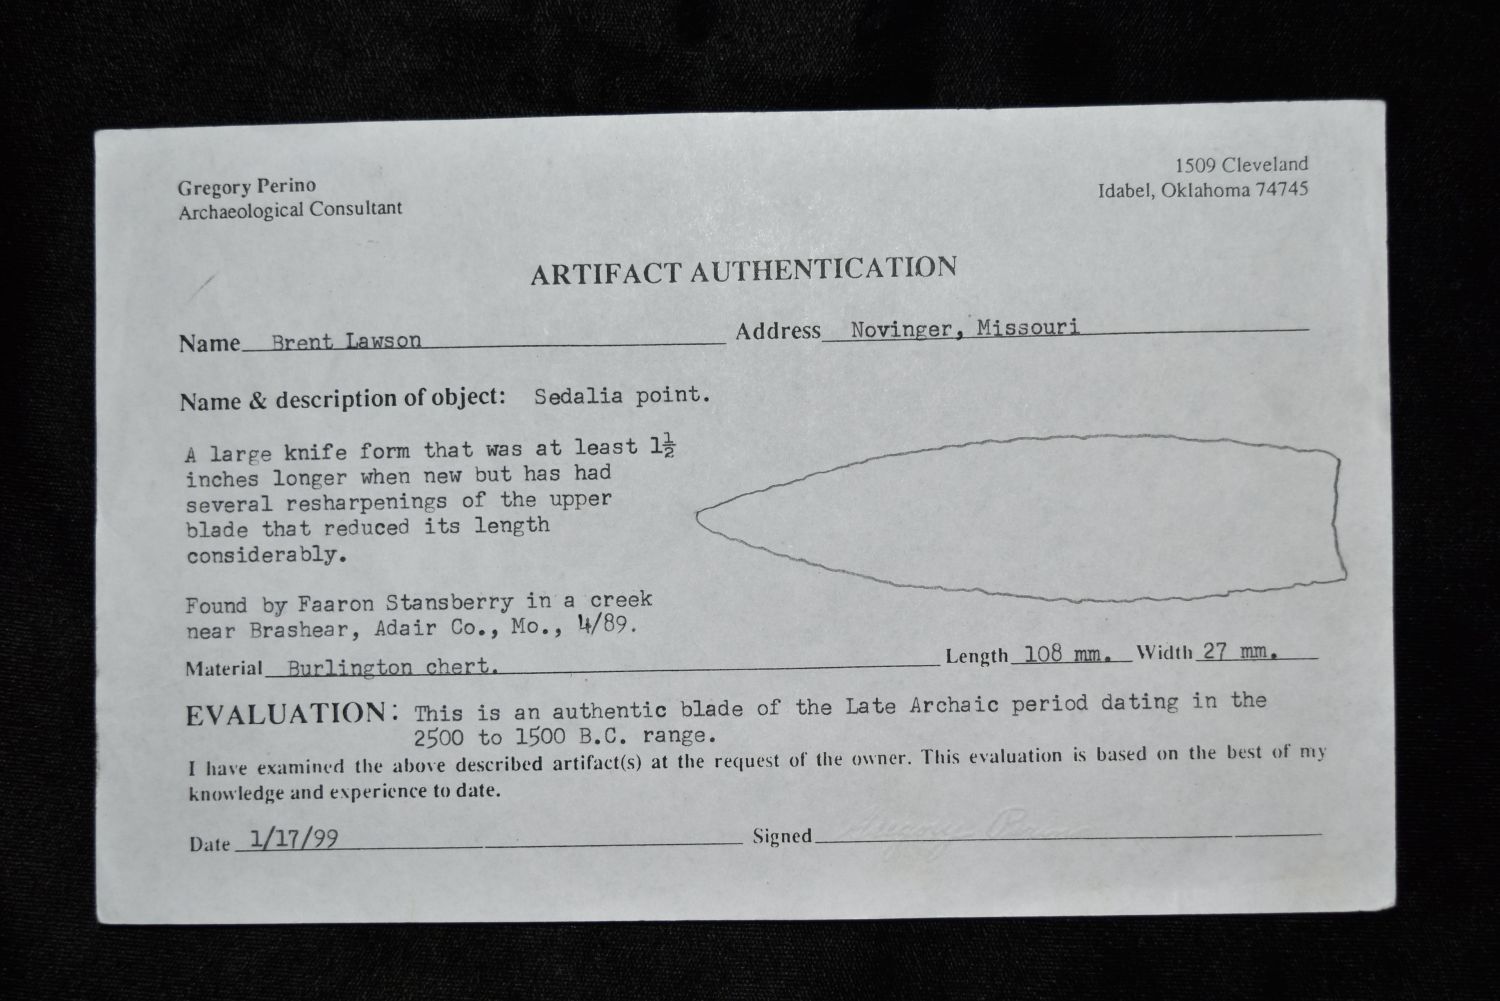 Gregory Perino
Archaeological Consultant
1509 Cleveland
Idabel, Oklahoma 74745
ARTIFACT AUTHENTICATION
Name Brent Lawson Address Novinger, Missouri
Name & description of object: Sedalia point.
A large knife form that was at least 1½
inches longer when new but has had
several resharpenings of the upper
blade that reduced its length
considerably.
Found by Faaron Stansberry in a creek
near Brashear, Adair Co., Mo., 4/89.
Material Burlington chert. Length 108 mm. Width 27 mm.
EVALUATION: This is an authentic blade of the Late Archaic period dating in the
2500 to 1500 B.C. range.
I have examined the above described artifact(s) at the request of the owner. This evaluation is based on the best of my
knowledge and experience to date.
Date 1/17/99 Signed Gregory Perino